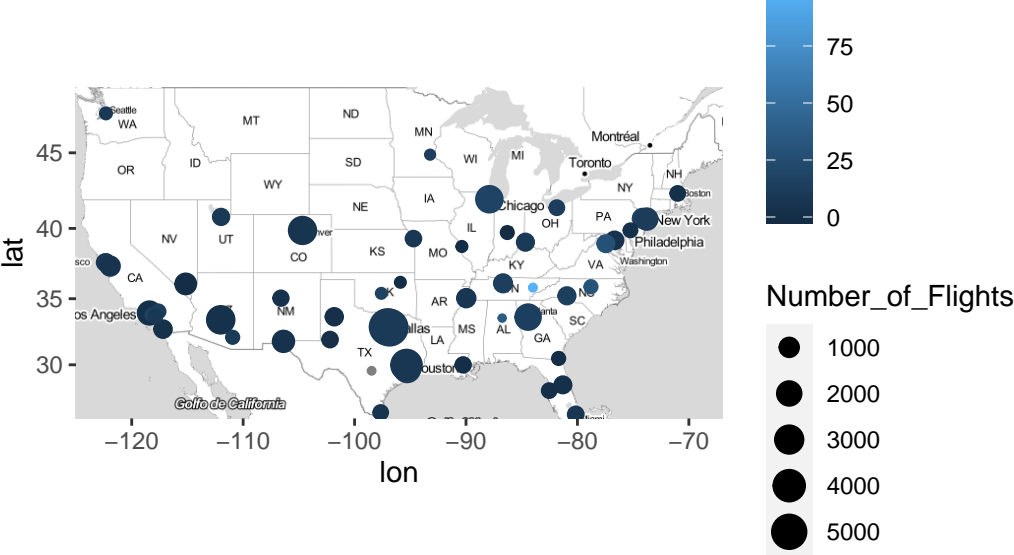 75
50
25
0
Number_of_Flights
1000
2000
3000
4000
5000
lat
45
40
35
30
−120
−110
−100
−90
−80
−70
lon
Seattle
WA
MT
ND
MN
Montréal
OR
ID
SD
WI
MI
Toronto
NH
WY
NY
Boston
NE
IA
Chicago
PA
New York
NV
UT
IL
OH
Philadelphia
CO
KS
MO
KY
VA
Washington
CA
NM
AR
SC
TX
LA
MS
AL
GA
Golfo de California